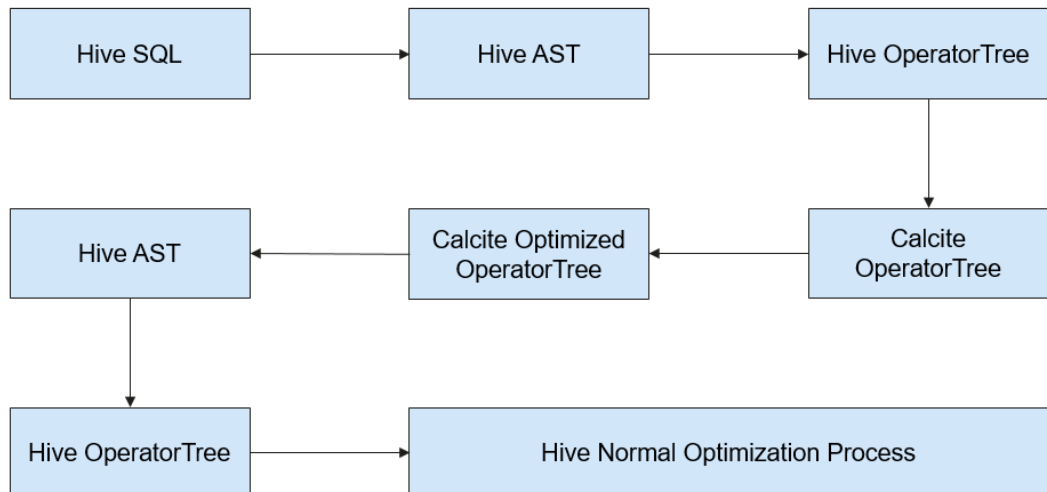 Hive SQL
Hive AST
Hive OperatorTree
Calcite
OperatorTree
Calcite Optimized
OperatorTree
Hive AST
Hive OperatorTree
Hive Normal Optimization Process